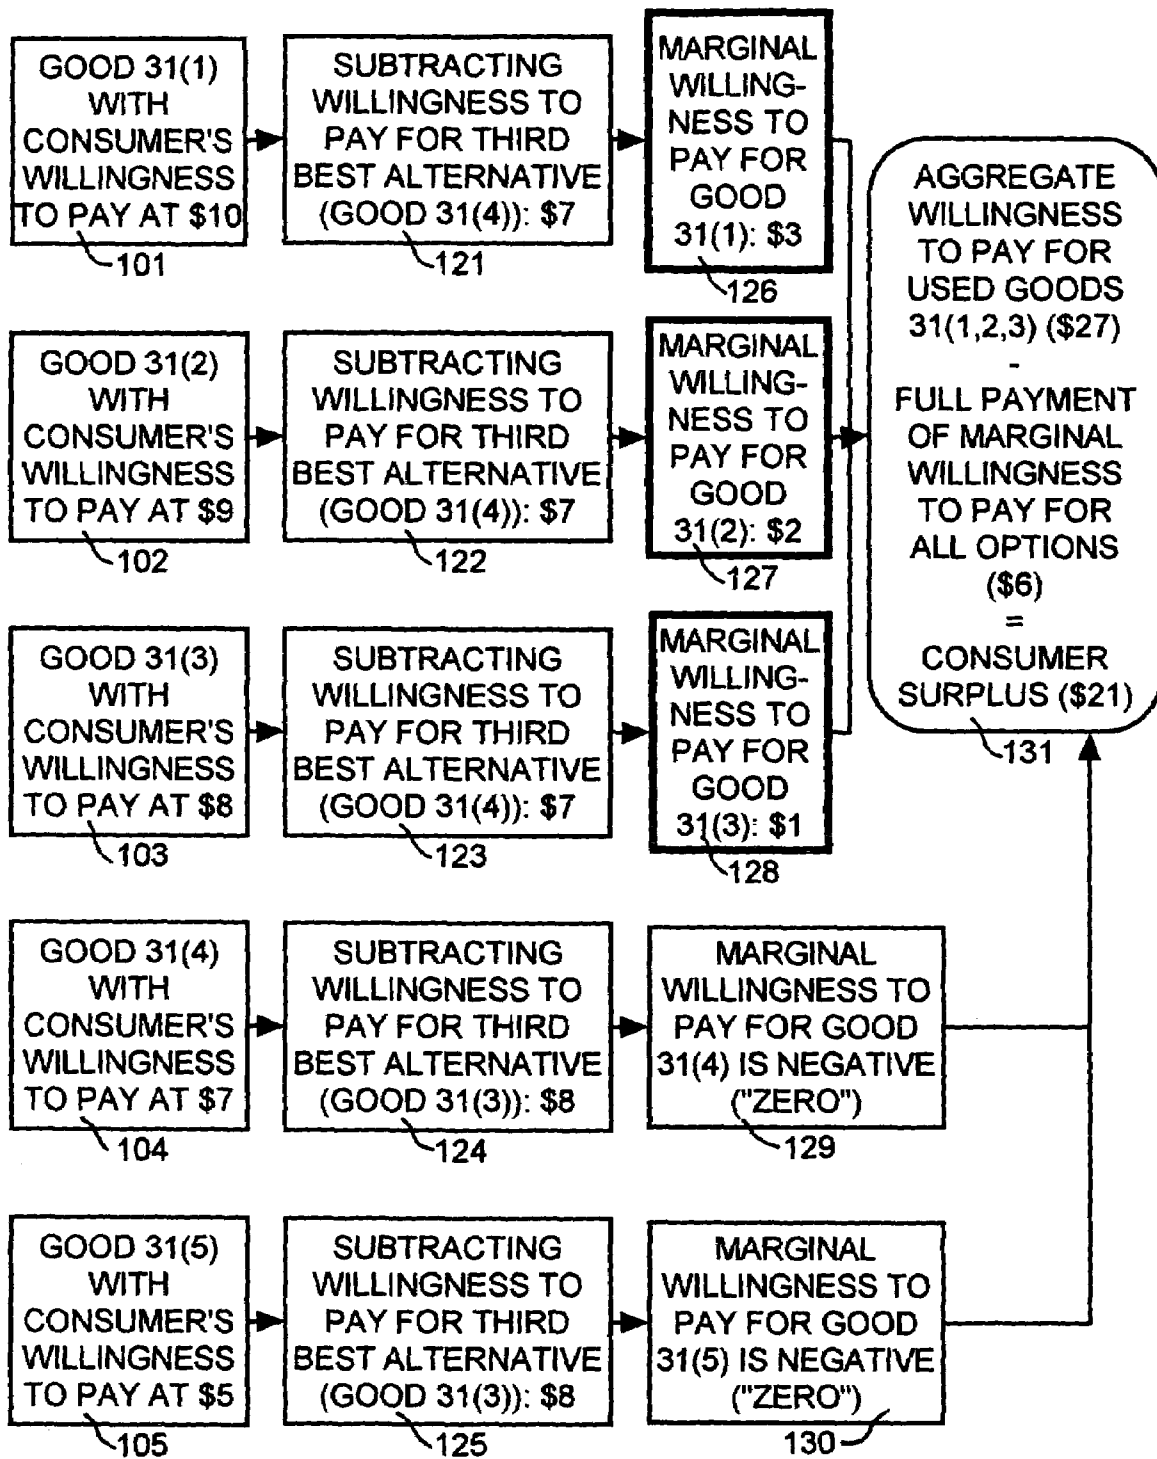 GOOD 31(1)
WITH
CONSUMER'S
WILLINGNESS
TO PAY AT $10
101
SUBTRACTING
WILLINGNESS TO
PAY FOR THIRD
BEST ALTERNATIVE
(GOOD 31(4)): $7
121
MARGINAL
WILLING-
NESS TO
PAY FOR
GOOD
31(1): $3
126
GOOD 31(2)
WITH
CONSUMER'S
WILLINGNESS
TO PAY AT $9
102
SUBTRACTING
WILLINGNESS TO
PAY FOR THIRD
BEST ALTERNATIVE
(GOOD 31(4)): $7
122
MARGINAL
WILLING-
NESS TO
PAY FOR
GOOD
31(2): $2
127
GOOD 31(3)
WITH
CONSUMER'S
WILLINGNESS
TO PAY AT $8
103
SUBTRACTING
WILLINGNESS TO
PAY FOR THIRD
BEST ALTERNATIVE
(GOOD 31(4)): $7
123
MARGINAL
WILLING-
NESS TO
PAY FOR
GOOD
31(3): $1
128
GOOD 31(4)
WITH
CONSUMER'S
WILLINGNESS
TO PAY AT $7
104
SUBTRACTING
WILLINGNESS TO
PAY FOR THIRD
BEST ALTERNATIVE
(GOOD 31(3)): $8
124
MARGINAL
WILLINGNESS TO
PAY FOR GOOD
31(4) IS NEGATIVE
("ZERO")
129
GOOD 31(5)
WITH
CONSUMER'S
WILLINGNESS
TO PAY AT $5
105
SUBTRACTING
WILLINGNESS TO
PAY FOR THIRD
BEST ALTERNATIVE
(GOOD 31(3)): $8
125
MARGINAL
WILLINGNESS TO
PAY FOR GOOD
31(5) IS NEGATIVE
("ZERO")
130
AGGREGATE
WILLINGNESS
TO PAY FOR
USED GOODS
31(1,2,3) ($27)
-
FULL PAYMENT
OF MARGINAL
WILLINGNESS
TO PAY FOR
ALL OPTIONS
($6)
=
CONSUMER
SURPLUS ($21)
131